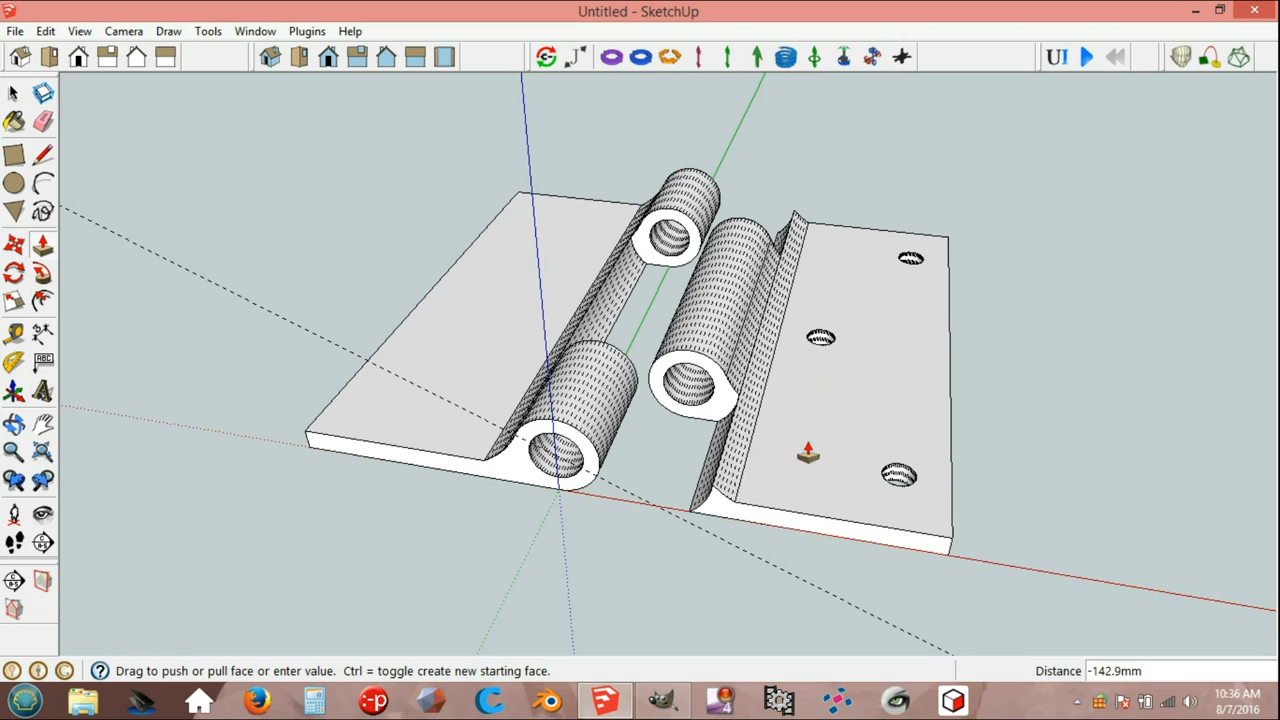 Untitled - SketchUp
File Edit View Camera Draw Tools Window Plugins Help
UI
ABC
Drag to push or pull face or enter value. Ctrl = toggle create new starting face.
Distance -142.9mm
10:36 AM
8/7/2016